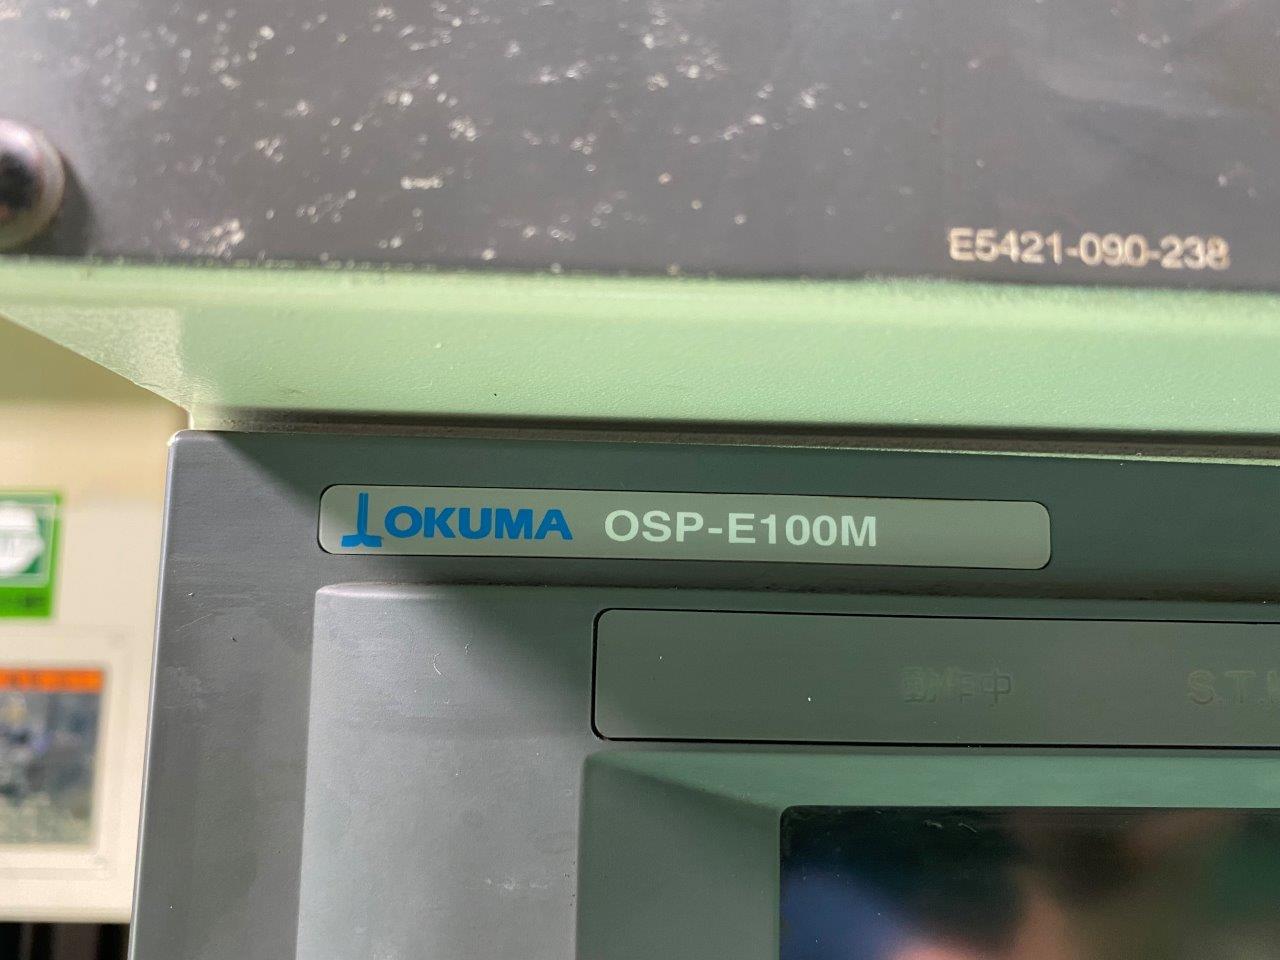 E5421-090-238
OKUMA OSP-E100M
動作中 S.T.M